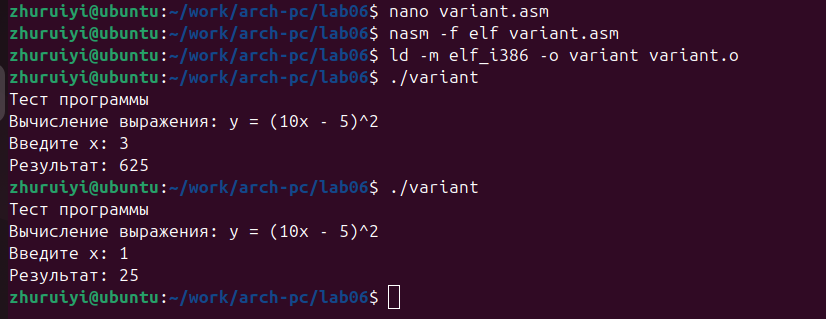 zhuruiyi@ubuntu:~/work/arch-pc/lab06$ nano variant.asm
zhuruiyi@ubuntu:~/work/arch-pc/lab06$ nasm -f elf variant.asm
zhuruiyi@ubuntu:~/work/arch-pc/lab06$ ld -m elf_i386 -o variant variant.o
zhuruiyi@ubuntu:~/work/arch-pc/lab06$ ./variant
Тест программы
Вычисление выражения: y = (10x - 5)^2
Введите x: 3
Результат: 625
zhuruiyi@ubuntu:~/work/arch-pc/lab06$ ./variant
Тест программы
Вычисление выражения: y = (10x - 5)^2
Введите x: 1
Результат: 25
zhuruiyi@ubuntu:~/work/arch-pc/lab06$